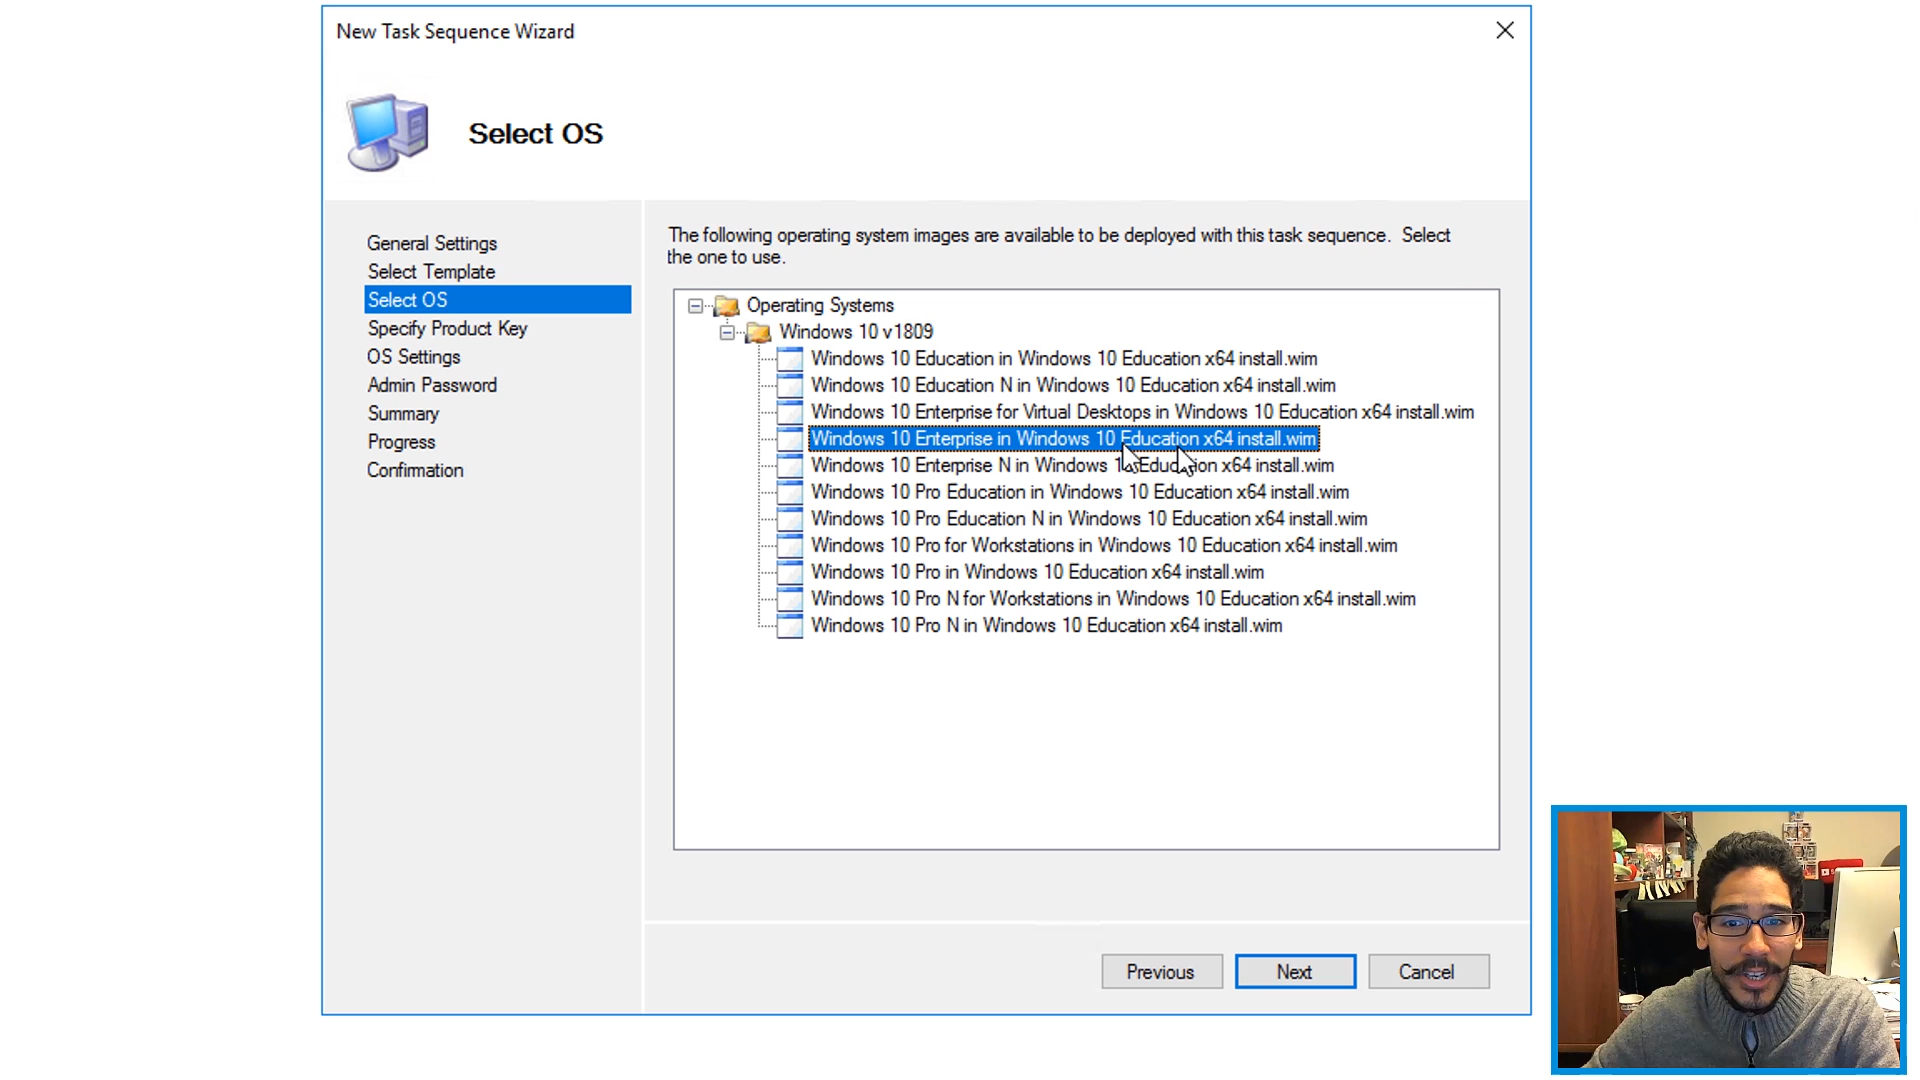 New Task Sequence Wizard
Select OS
General Settings
Select Template
Select OS
Specify Product Key
OS Settings
Admin Password
Summary
Progress
Confirmation
The following operating system images are available to be deployed with this task sequence. Select
the one to use.
Operating Systems
Windows 10 v1809
Windows 10 Education in Windows 10 Education x64 install.wim
Windows 10 Education N in Windows 10 Education x64 install.wim
Windows 10 Enterprise for Virtual Desktops in Windows 10 Education x64 install.wim
Windows 10 Enterprise in Windows 10 Education x64 install.wim
Windows 10 Enterprise N in Windows 10 Education x64 install.wim
Windows 10 Pro Education in Windows 10 Education x64 install.wim
Windows 10 Pro Education N in Windows 10 Education x64 install.wim
Windows 10 Pro for Workstations in Windows 10 Education x64 install.wim
Windows 10 Pro in Windows 10 Education x64 install.wim
Windows 10 Pro N for Workstations in Windows 10 Education x64 install.wim
Windows 10 Pro N in Windows 10 Education x64 install.wim
Previous
Next
Cancel